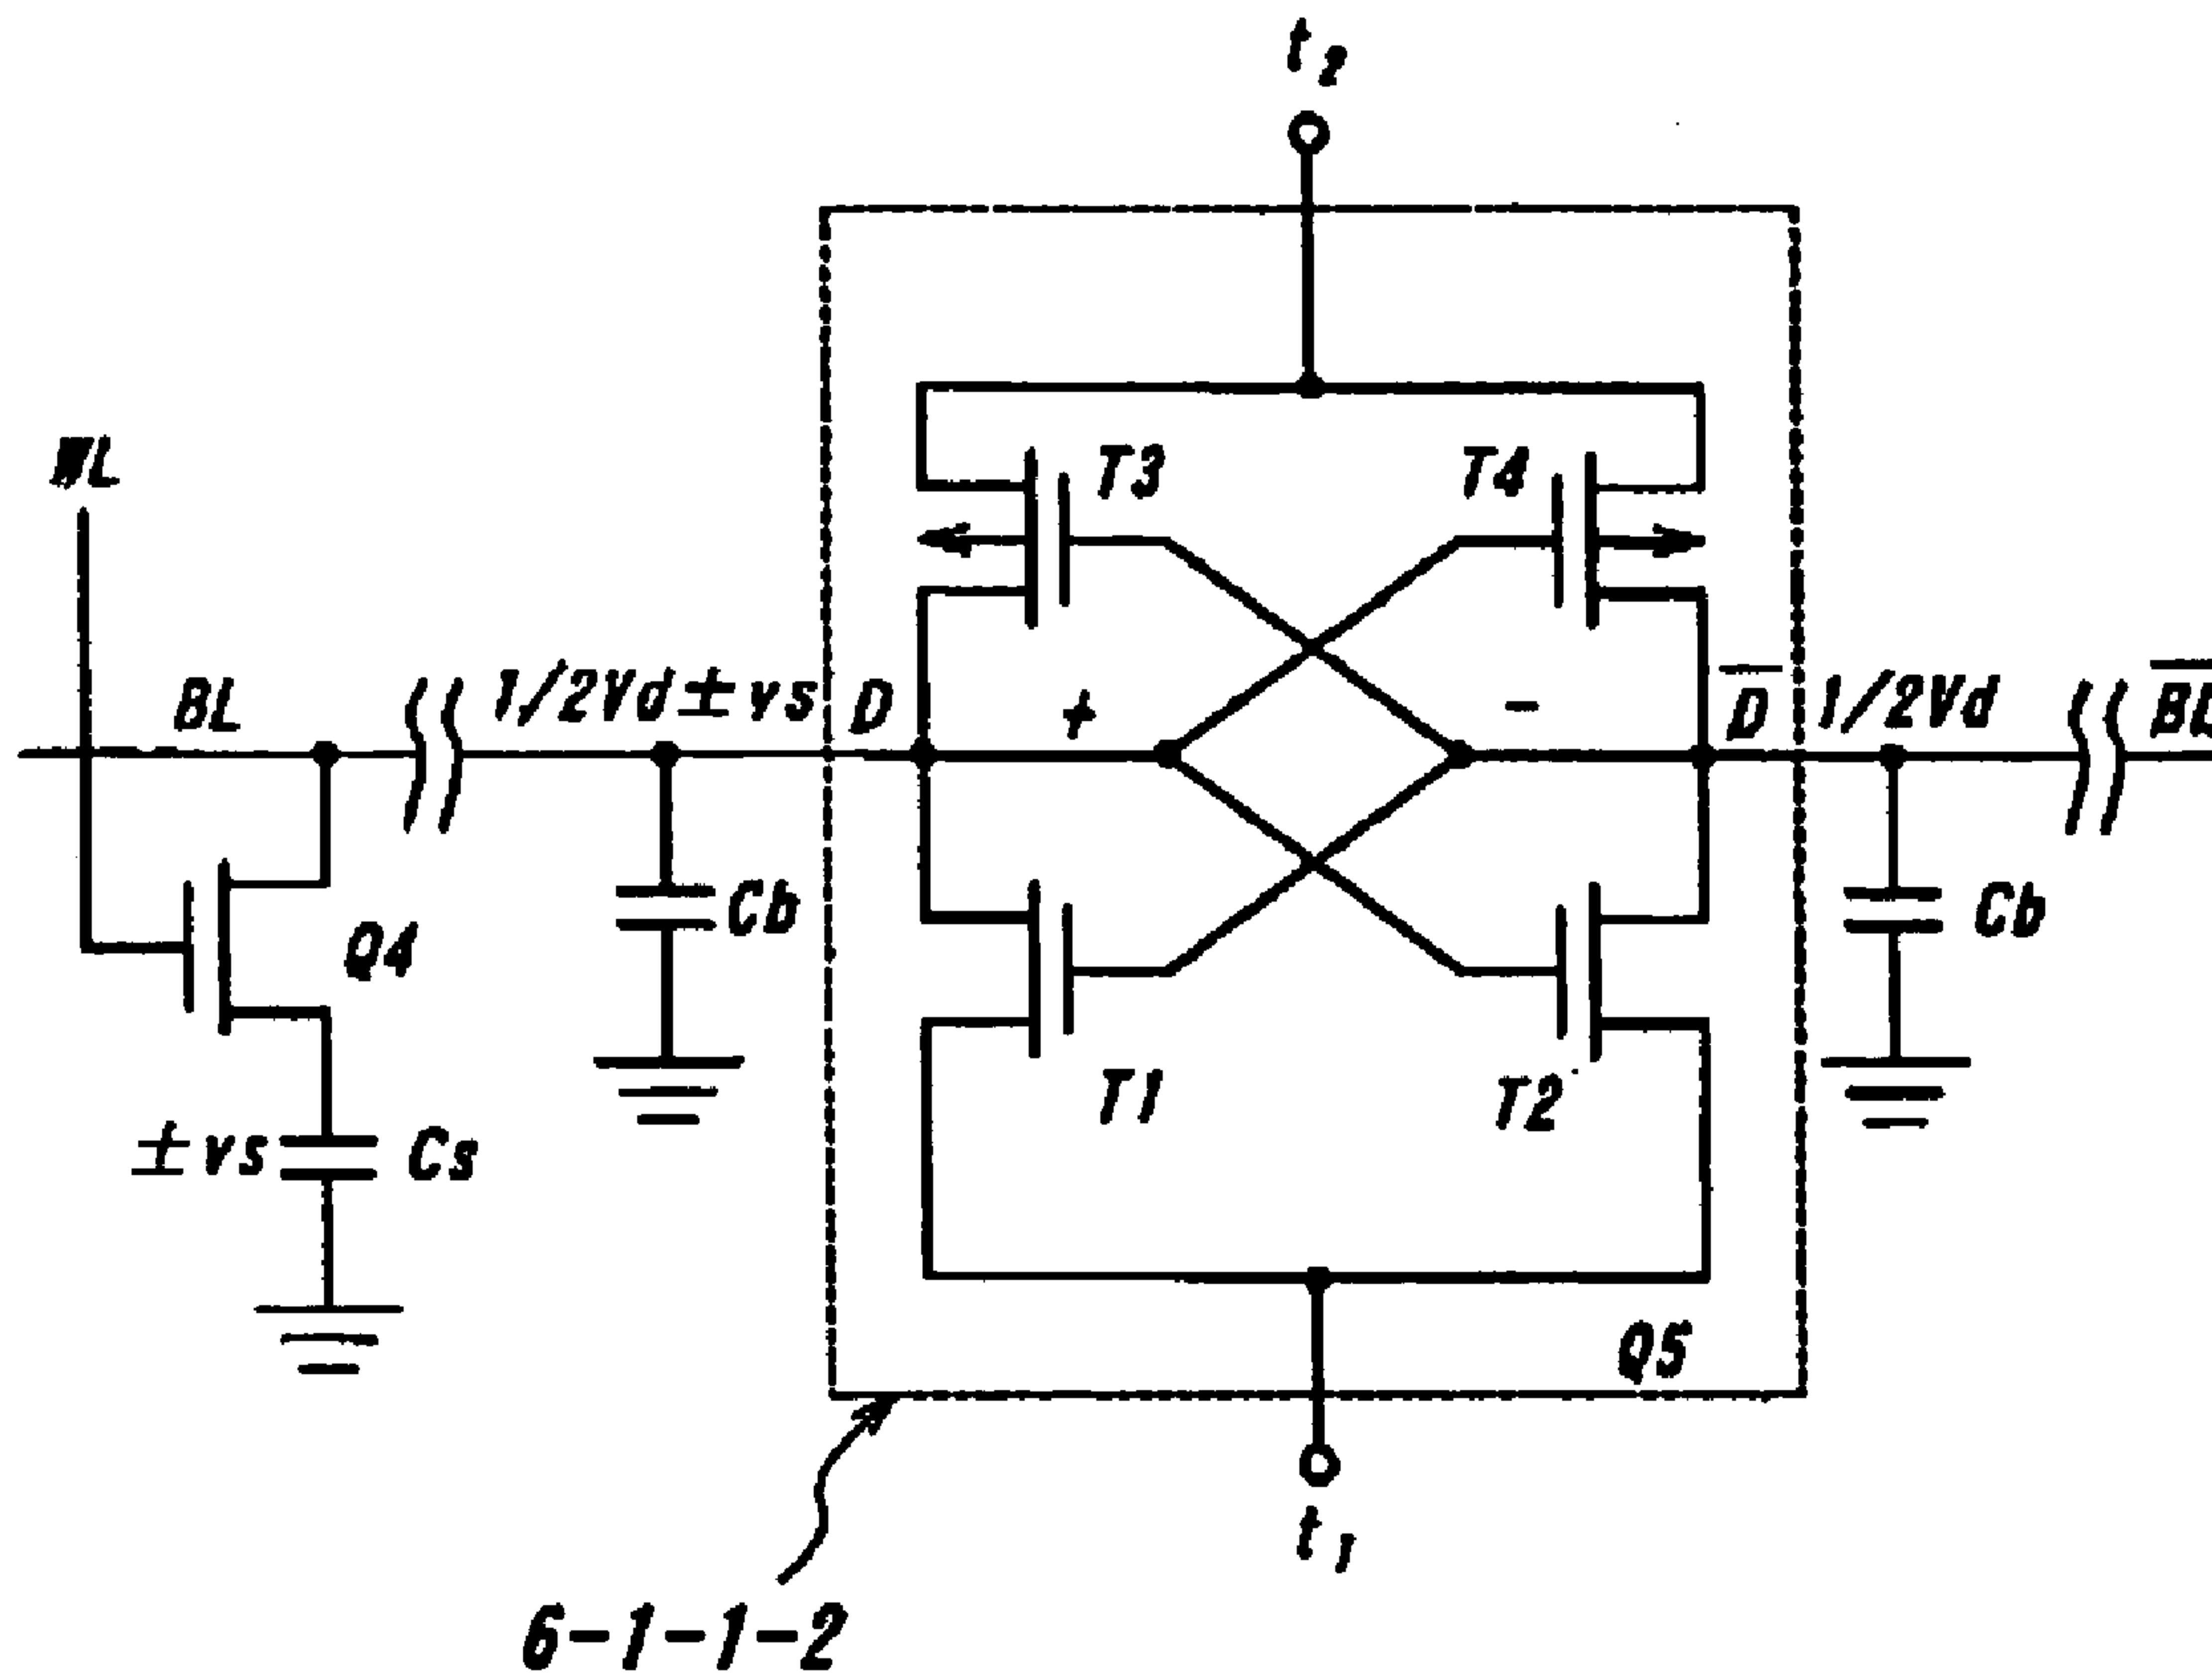 t2
WL
T3
T4
BL
1/2Vd±vs
D
+
-
D̅
1/2Vd
B̅L̅
Q4
Cb
Cb
±vs
Cs
T1
T2
Q5
t1
6-1-1-2